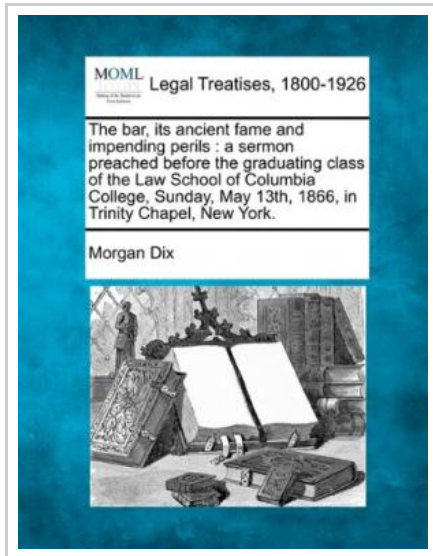 MOML
Legal Treatises, 1800-1926
The bar, its ancient fame and
impending perils : a sermon
preached before the graduating class
of the Law School of Columbia
College, Sunday, May 13th, 1866, in
Trinity Chapel, New York.
Morgan Dix